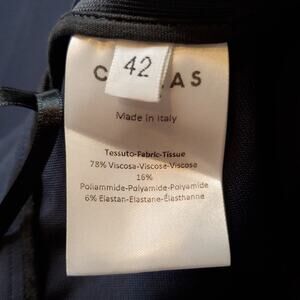 42
Made in Italy
Tessuto-Fabric-Tissue
78% Viscosa-Viscose-Viscose
16%
Poliammide-Polyamide-Polyamide
6% Elastan-Elastane-Élasthanne